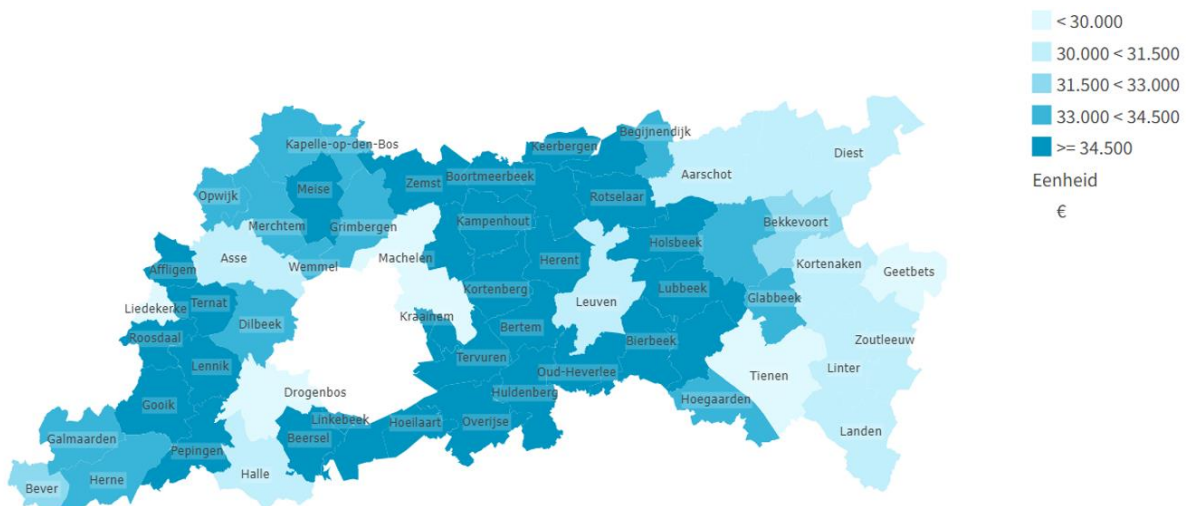 < 30.000
30.000 < 31.500
31.500 < 33.000
33.000 < 34.500
>= 34.500
Eenheid
€
Begijnendijk
Kapelle-op-den-Bos
Keerbergen
Diest
Aarschot
Boortmeerbeek
Zemst
Meise
Opwijk
Rotselaar
Kampenhout
Bekkevoort
Merchtem
Grimbergen
Holsbeek
Asse
Machelen
Herent
Kortenaken
Wemmel
Affligem
Geetbets
Kortenberg
Lubbeek
Glabbeek
Leuven
Ternat
Liedekerke
Kraainem
Dilbeek
Bertem
Roosdaal
Bierbeek
Zoutleeuw
Tervuren
Lennik
Linter
Oud-Heverlee
Tienen
Drogenbos
Huldenberg
Hoegaarden
Gooik
Linkebeek
Hoeilaart
Overijse
Landen
Galmaarden
Beersel
Pepingen
Halle
Herne
Bever